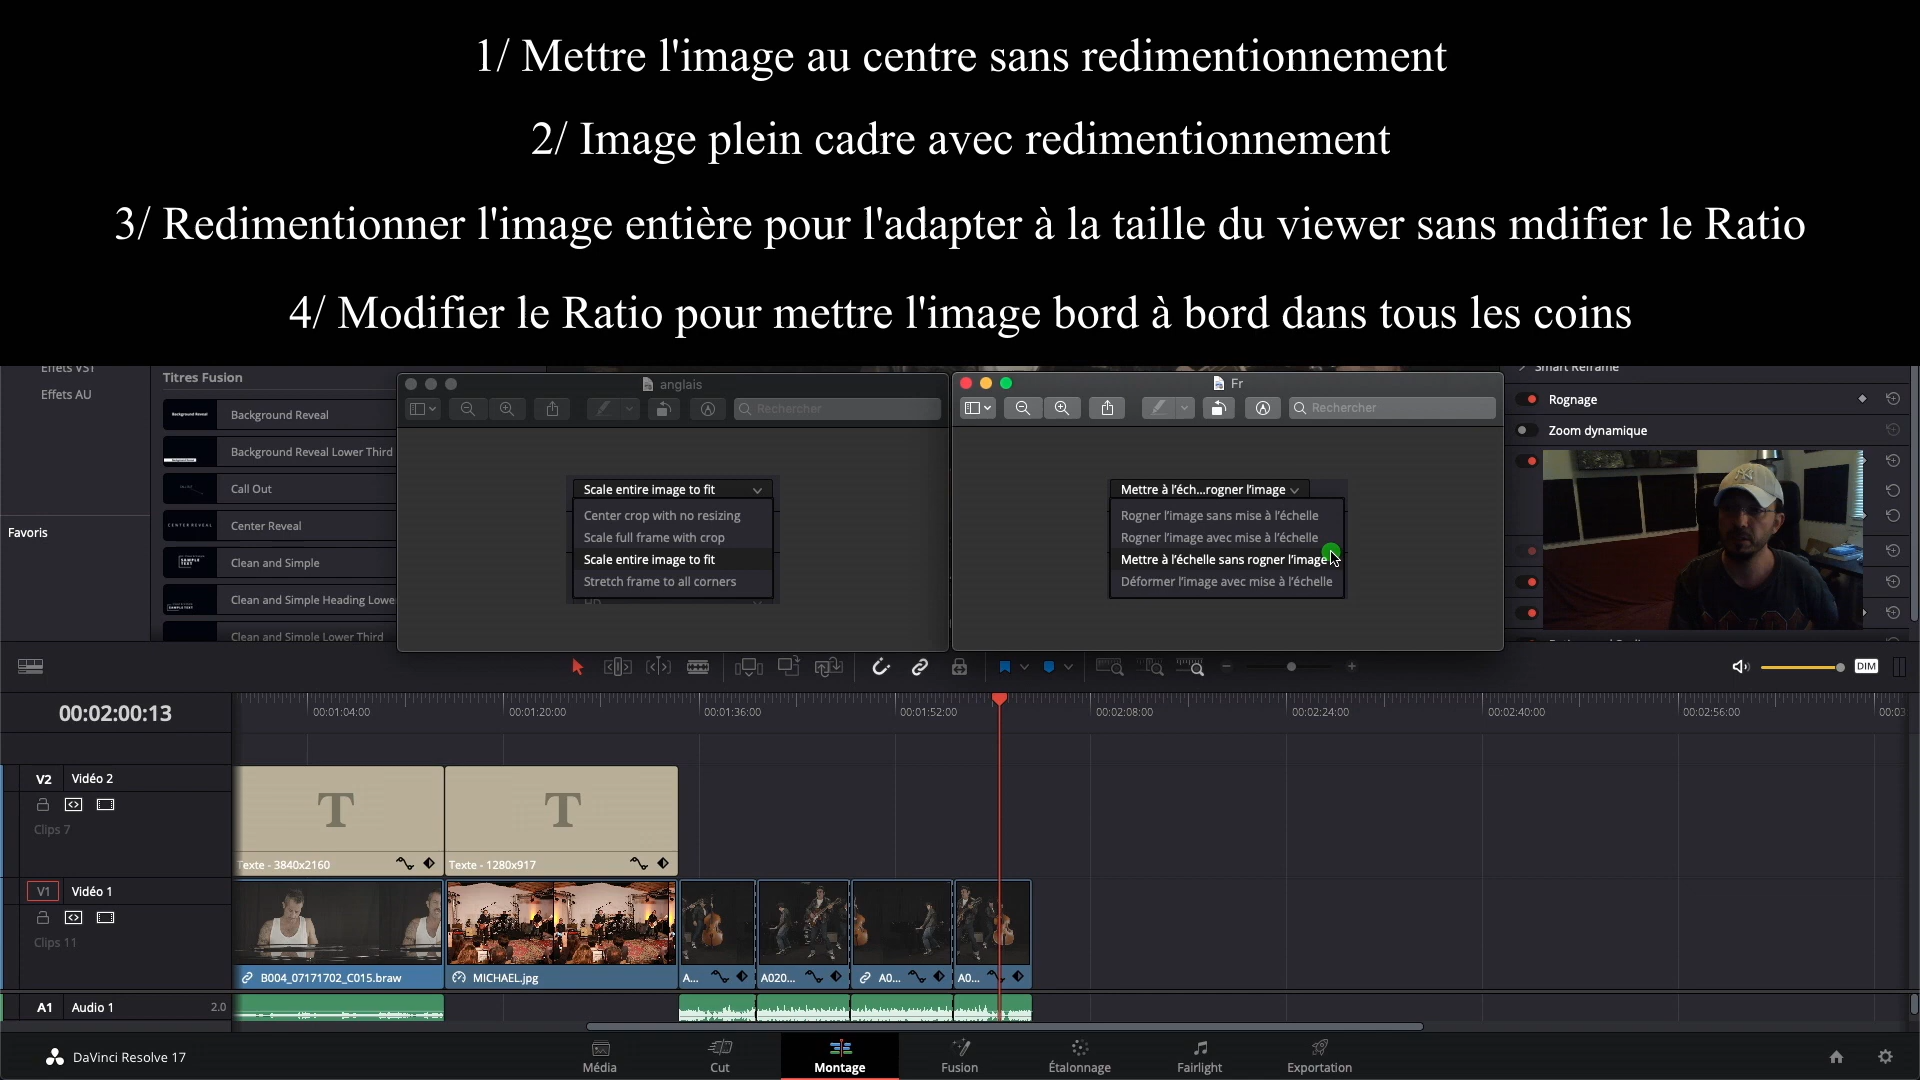 1/ Mettre l'image au centre sans redimentionnement
2/ Image plein cadre avec redimentionnement
3/ Redimentionner l'image entière pour l'adapter à la taille du viewer sans mdifier le Ratio
4/ Modifier le Ratio pour mettre l'image bord à bord dans tous les coins
Effets VST
Effets AU
Favoris
Titres Fusion
Background Reveal
Background Reveal Lower Third
Call Out
Center Reveal
Clean and Simple
Clean and Simple Heading Lowe
Clean and Simple Lower Third
anglais
Rechercher
Scale entire image to fit
Center crop with no resizing
Scale full frame with crop
Scale entire image to fit
Stretch frame to all corners
Fr
Rechercher
Mettre à l'éch...rogner l'image
Rogner l'image sans mise à l'échelle
Rogner l'image avec mise à l'échelle
Mettre à l'échelle sans rogner l'image
Déformer l'image avec mise à l'échelle
Smart Reframe
Rognage
Zoom dynamique
DIM
00:02:00:13
00:01:04:00
00:01:20:00
00:01:36:00
00:01:52:00
00:02:08:00
00:02:24:00
00:02:40:00
00:02:56:00
00:03
V2 Vidéo 2
Clips 7
Texte - 3840x2160
Texte - 1280x917
V1 Vidéo 1
Clips 11
B004_07171702_C015.braw
MICHAEL.jpg
A...
A020...
A0...
A0...
A1 Audio 1 2.0
DaVinci Resolve 17
Média
Cut
Montage
Fusion
Étalonnage
Fairlight
Exportation